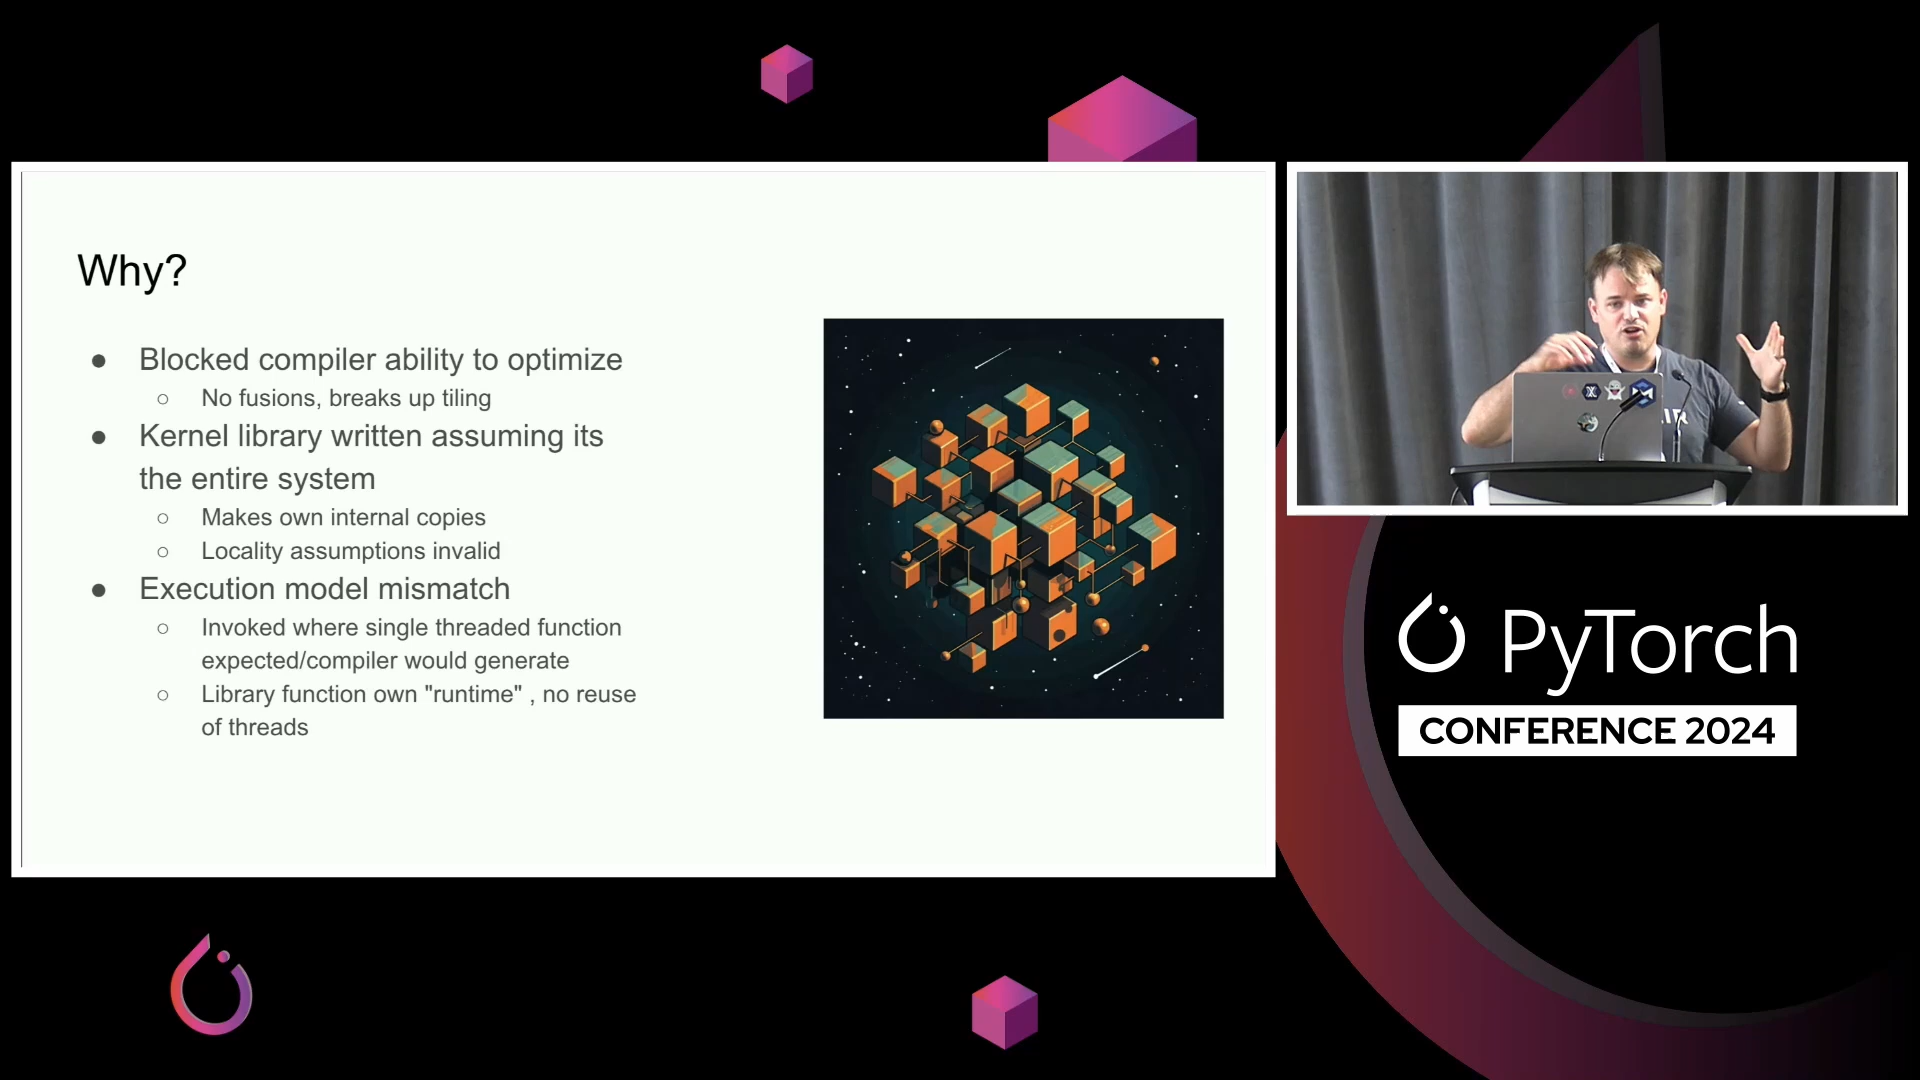 Why?
● Blocked compiler ability to optimize
○ No fusions, breaks up tiling
● Kernel library written assuming its
the entire system
○ Makes own internal copies
○ Locality assumptions invalid
● Execution model mismatch
○ Invoked where single threaded function
expected/compiler would generate
○ Library function own "runtime" , no reuse
of threads
PyTorch
CONFERENCE 2024